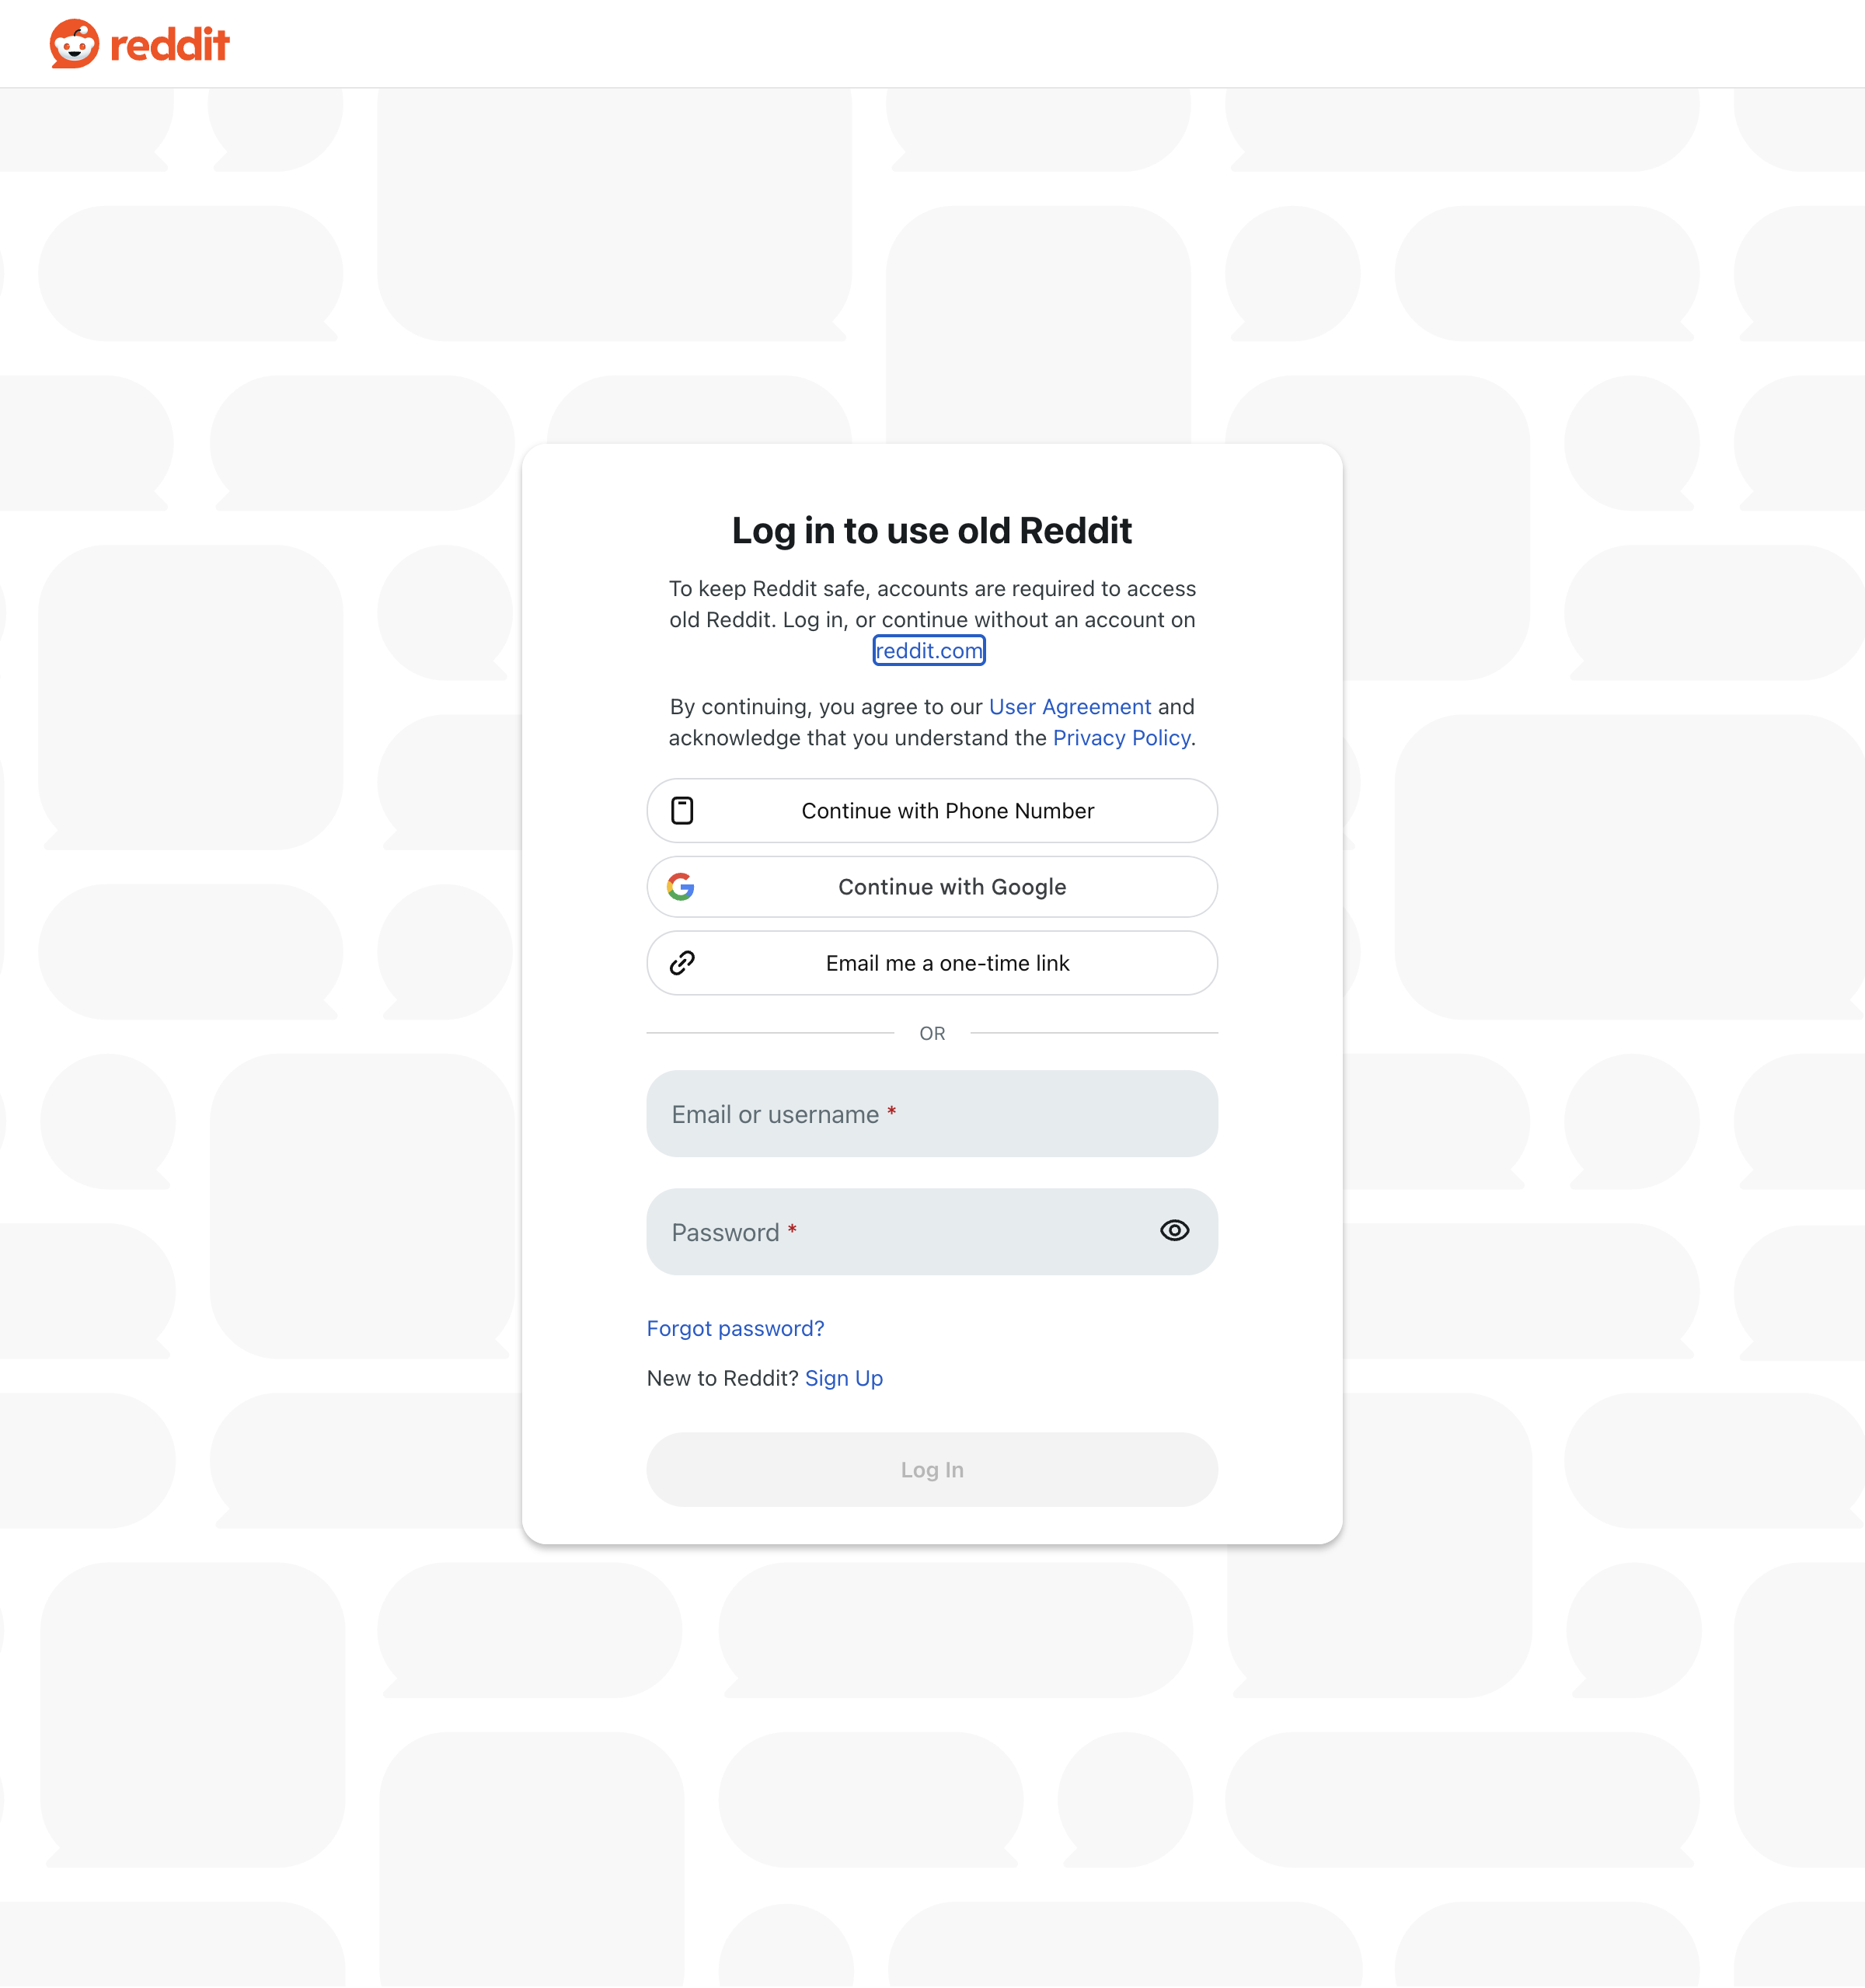 reddit
Log in to use old Reddit
To keep Reddit safe, accounts are required to access
old Reddit. Log in, or continue without an account on
reddit.com
By continuing, you agree to our User Agreement and
acknowledge that you understand the Privacy Policy.
Continue with Phone Number
Continue with Google
Email me a one-time link
OR
Email or username *
Password *
Forgot password?
New to Reddit? Sign Up
Log In